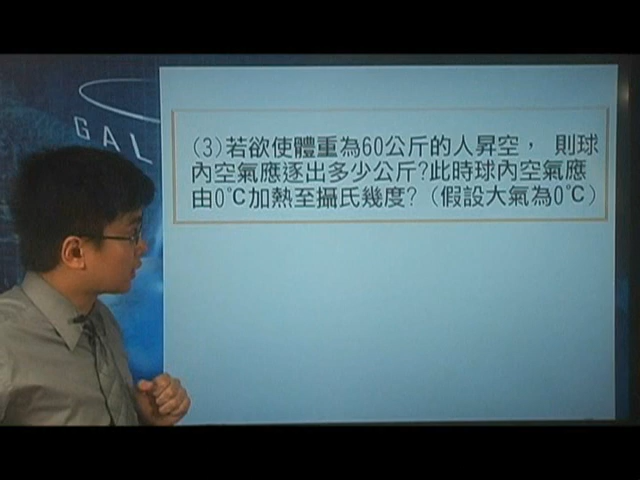 GAL
(3)若欲使體重為60公斤的人昇空， 則球
內空氣應逐出多少公斤?此時球內空氣應
由0℃加熱至攝氏幾度? (假設大氣為0℃)